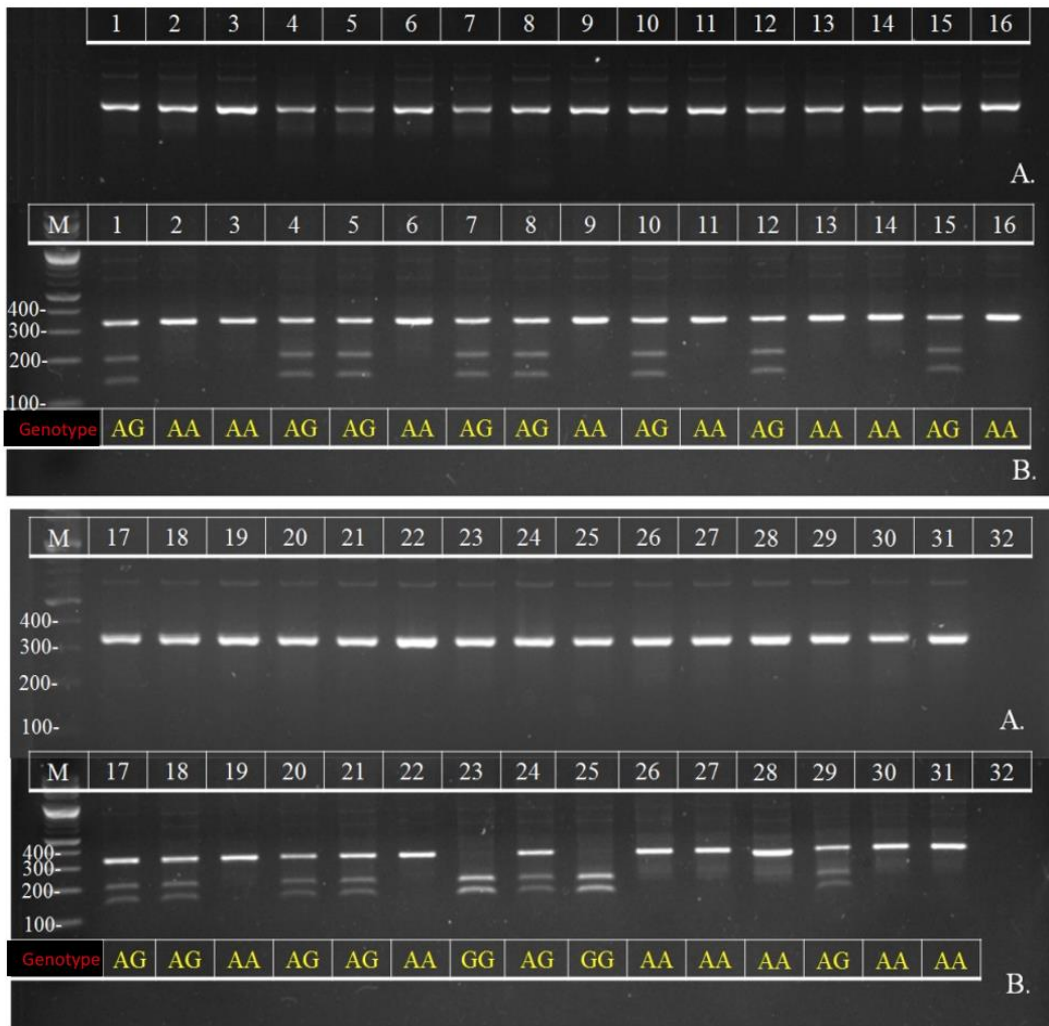 1 2 3 4 5 6 7 8 9 10 11 12 13 14 15 16
A.
M 1 2 3 4 5 6 7 8 9 10 11 12 13 14 15 16
400-
300-
200-
100-
Genotype AG AA AA AG AG AA AG AG AA AG AA AG AA AA AG AA
B.
M 17 18 19 20 21 22 23 24 25 26 27 28 29 30 31 32
400-
300-
200-
100-
A.
M 17 18 19 20 21 22 23 24 25 26 27 28 29 30 31 32
400-
300-
200-
100-
Genotype AG AG AA AG AG AA GG AG GG AA AA AA AG AA AA
B.